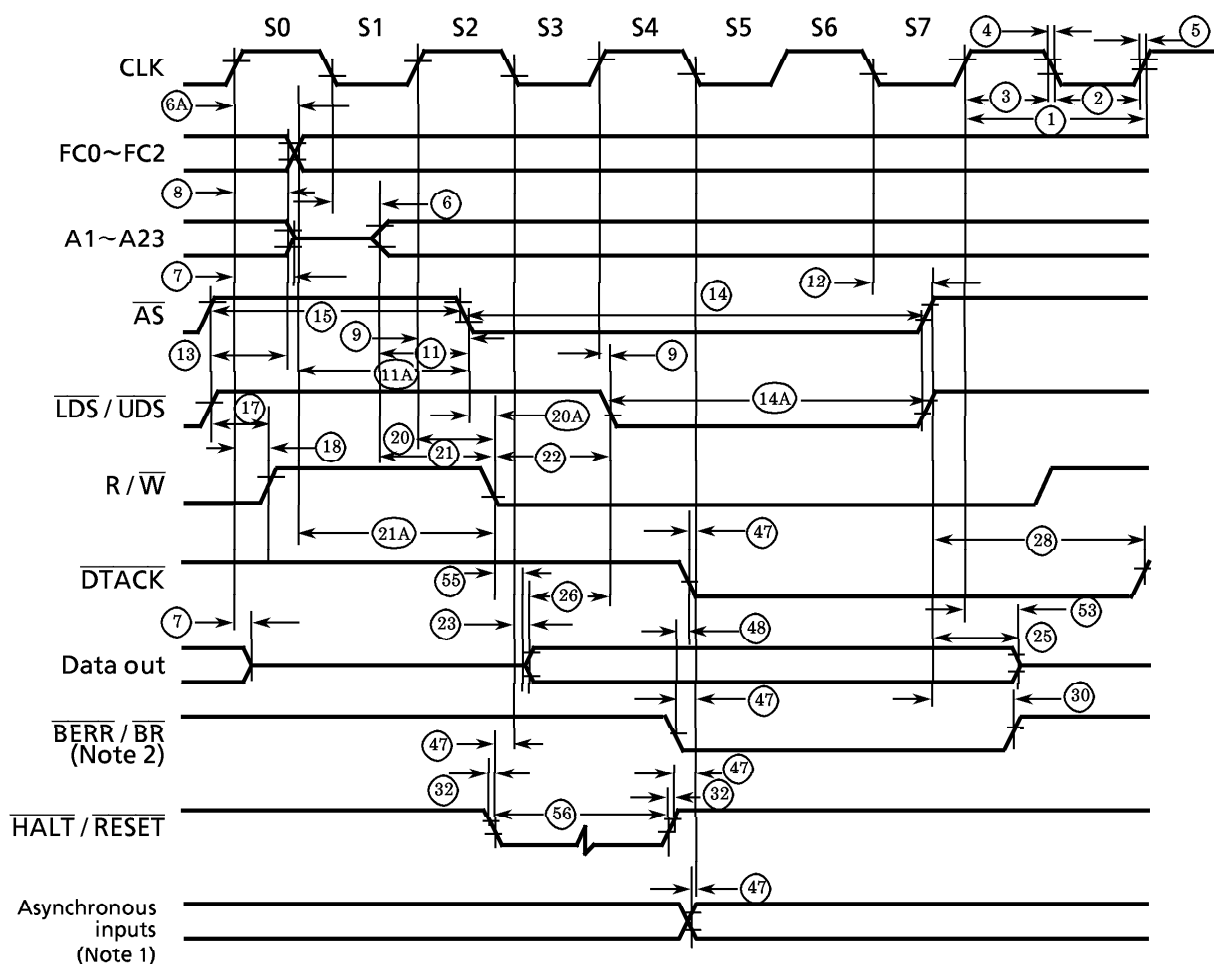 S0 S1 S2 S3 S4 S5 S6 S7
CLK
4 5
3 2
6A 1
FC0~FC2
8 6
A1~A23
7 12
AS
15 14
9
13 11 9
11A
LDS / UDS
17 20A 14A
20
18 21 22
R / W
21A 47 28
DTACK
55 26 53
7 23 48 25
Data out
47 30
BERR / BR
(Note 2)
47 47
32 32
HALT / RESET
56
47
Asynchronous
inputs
(Note 1)